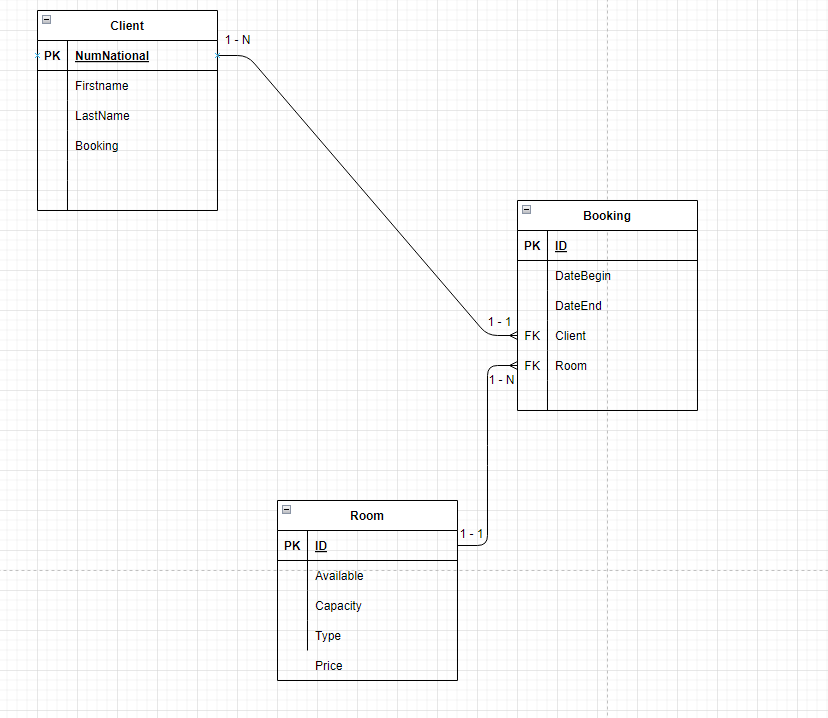 Client
1 - N
PK NumNational
Firstname
LastName
Booking
Booking
PK ID
DateBegin
DateEnd
1 - 1
FK Client
FK Room
1 - N
Room
1 - 1
PK ID
Available
Capacity
Type
Price